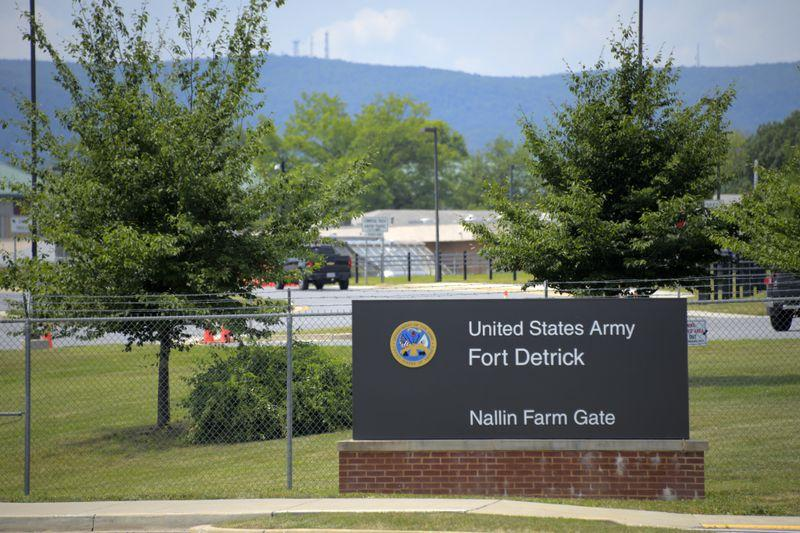 United States Army
Fort Detrick
Nallin Farm Gate